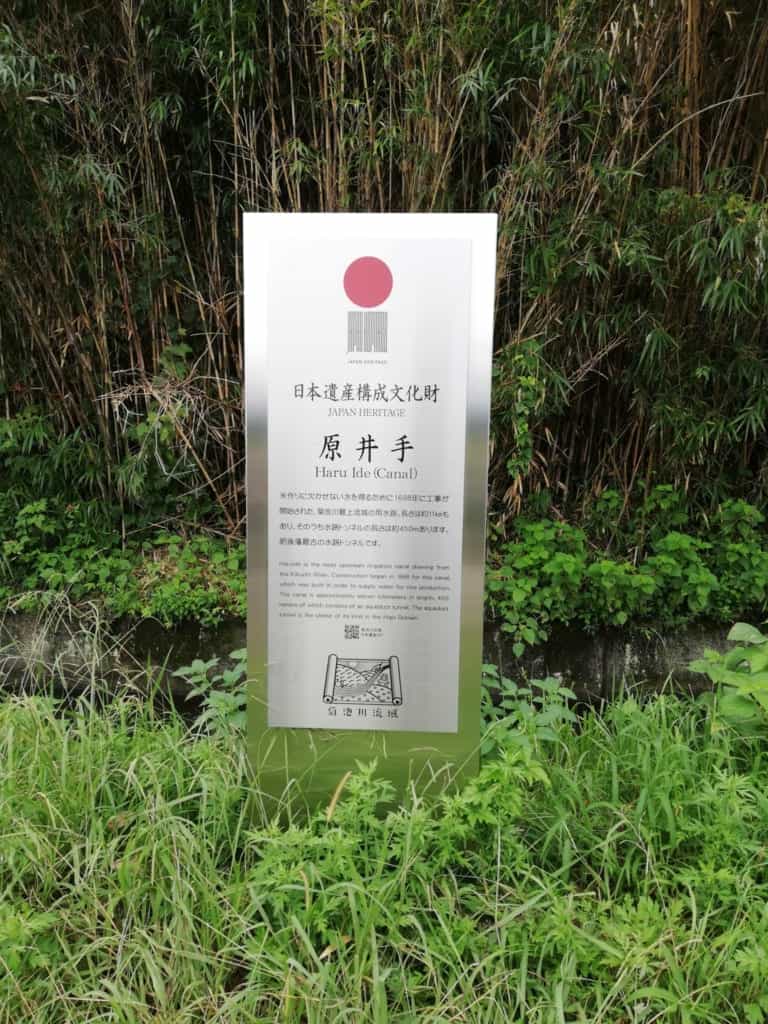 JAPAN HERITAGE
日本遺産構成文化財
JAPAN HERITAGE
原井手
Haru Ide (Canal)
米作りに欠かせない水を得るために1698年に工事が
開始された、菊池川最上流域の用水路。長さは約11kmも
あり、そのうち水路トンネルの長さは約450mあります。
肥後藩最古の水路トンネルです。
Haru Ide is the most upstream irrigation canal drawing from
the Kikuchi River. Construction began in 1698 for this canal,
which was built in order to supply water for rice production.
The canal is approximately eleven kilometers in length, 450
meters of which consists of an aqueduct tunnel. The aqueduct
tunnel is the oldest of its kind in the Higo Domain.
菊池川流域